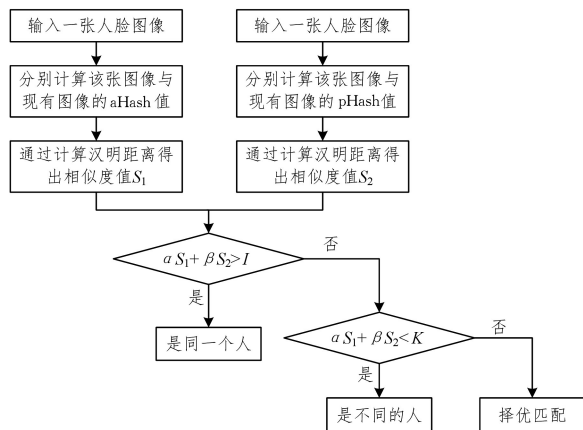 输入一张人脸图像
输入一张人脸图像
分别计算该张图像与
现有图像的aHash值
分别计算该张图像与
现有图像的pHash值
通过计算汉明距离得
出相似度值S₁
通过计算汉明距离得
出相似度值S₂
αS₁+βS₂>I
否
是
是同一个人
αS₁+βS₂<K
否
是
是不同的人
择优匹配